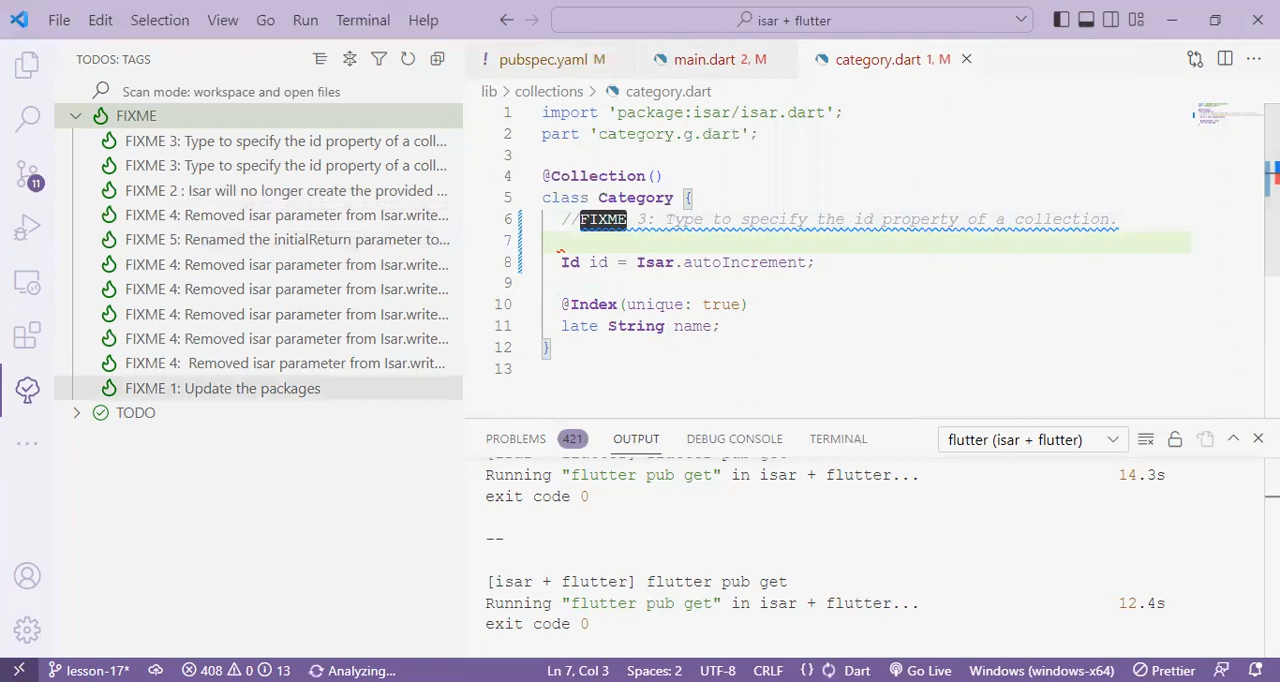 File Edit Selection View Go Run Terminal Help
isar + flutter
TODOS: TAGS
pubspec.yaml M
main.dart 2, M
category.dart 1, M
Scan mode: workspace and open files
lib > collections > category.dart
FIXME
FIXME 3: Type to specify the id property of a coll...
FIXME 3: Type to specify the id property of a coll...
FIXME 2 : Isar will no longer create the provided ...
FIXME 4: Removed isar parameter from Isar.write...
FIXME 5: Renamed the initialReturn parameter to...
FIXME 4: Removed isar parameter from Isar.write...
FIXME 4: Removed isar parameter from Isar.write...
FIXME 4: Removed isar parameter from Isar.write...
FIXME 4: Removed isar parameter from Isar.write...
FIXME 4:  Removed isar parameter from Isar.writ...
FIXME 1: Update the packages
TODO
11
1 import 'package:isar/isar.dart';
2 part 'category.g.dart';
3
4 @Collection()
5 class Category {
6 //FIXME 3: Type to specify the id property of a collection.
7
8 Id id = Isar.autoIncrement;
9
10 @Index(unique: true)
11 late String name;
12 }
13
PROBLEMS 421 OUTPUT DEBUG CONSOLE TERMINAL flutter (isar + flutter)
[isar + flutter] flutter pub get
Running "flutter pub get" in isar + flutter... 14.3s
exit code 0
--
[isar + flutter] flutter pub get
Running "flutter pub get" in isar + flutter... 12.4s
exit code 0
lesson-17* 408 0 13 Analyzing... Ln 7, Col 3 Spaces: 2 UTF-8 CRLF {} Dart Go Live Windows (windows-x64) Prettier